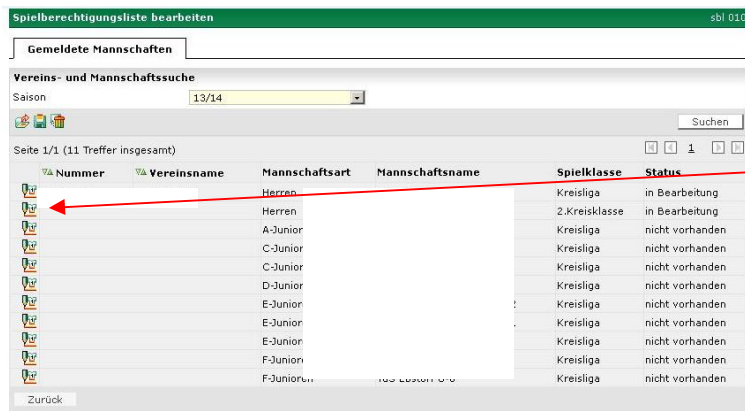 Spielberechtigungsliste bearbeiten sbl 010
Gemeldete Mannschaften
Vereins- und Mannschaftssuche
Saison 13/14
Suchen
Seite 1/1 (11 Treffer insgesamt) 1
Nummer Vereinsname Mannschaftsart Mannschaftsname Spielklasse Status
Herren Kreisliga in Bearbeitung
Herren 2.Kreisklasse in Bearbeitung
A-Junior Kreisliga nicht vorhanden
C-Junior Kreisliga nicht vorhanden
C-Junior Kreisliga nicht vorhanden
D-Junior Kreisliga nicht vorhanden
E-Junior Kreisliga nicht vorhanden
E-Junior Kreisliga nicht vorhanden
E-Junior Kreisliga nicht vorhanden
F-Junior Kreisliga nicht vorhanden
F-Junioren Kreisliga nicht vorhanden
Zurück